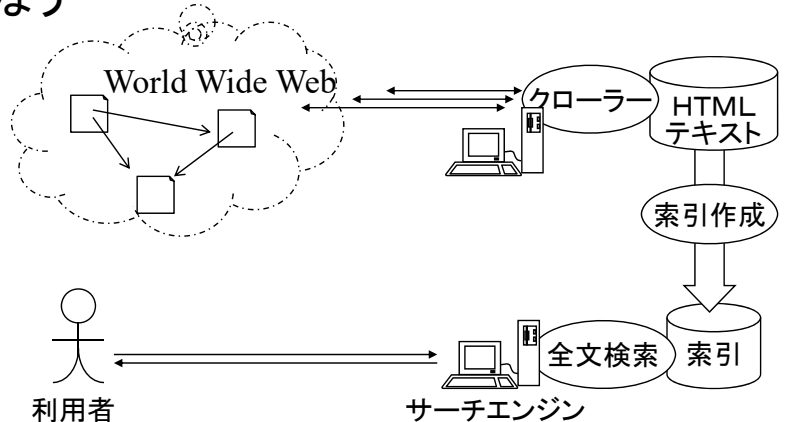 World Wide Web
クローラー
HTML
テキスト
索引作成
全文検索
索引
利用者
サーチエンジン